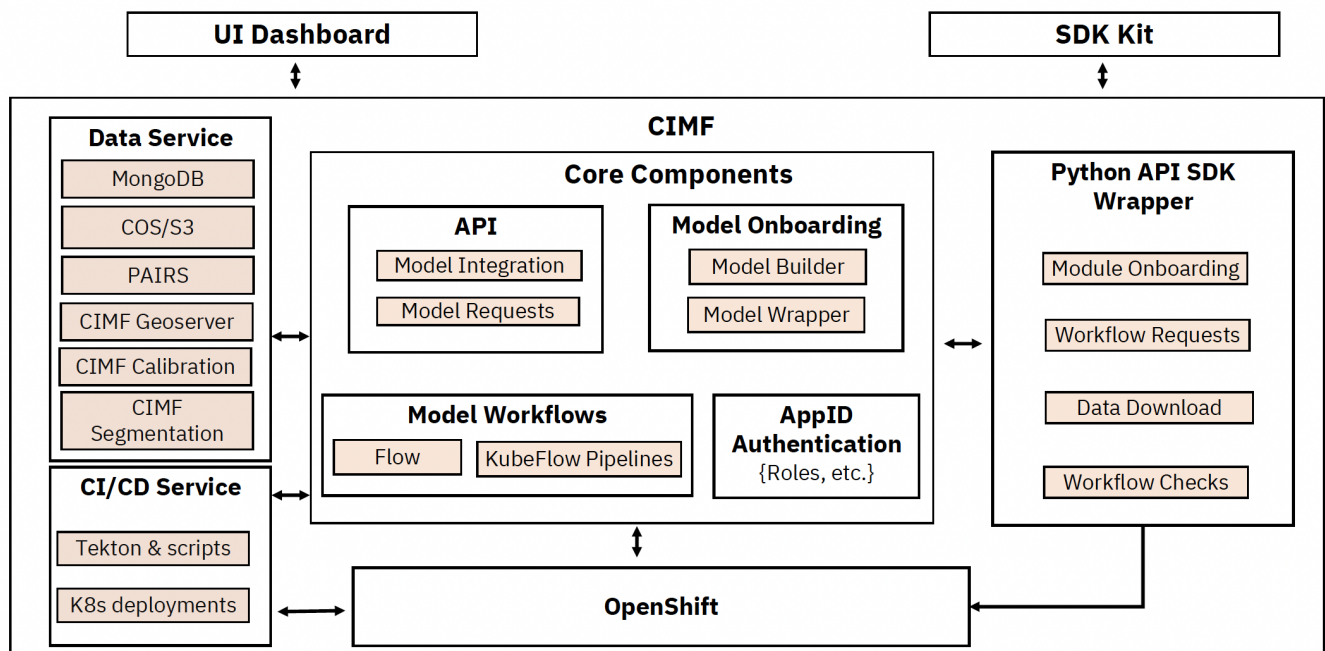 UI Dashboard
SDK Kit
CIMF
Data Service
MongoDB
COS/S3
PAIRS
CIMF Geoserver
CIMF Calibration
CIMF
Segmentation
CI/CD Service
Tekton & scripts
K8s deployments
Core Components
API
Model Integration
Model Requests
Model Onboarding
Model Builder
Model Wrapper
Model Workflows
Flow
KubeFlow Pipelines
AppID
Authentication
{Roles, etc.}
Python API SDK
Wrapper
Module Onboarding
Workflow Requests
Data Download
Workflow Checks
OpenShift